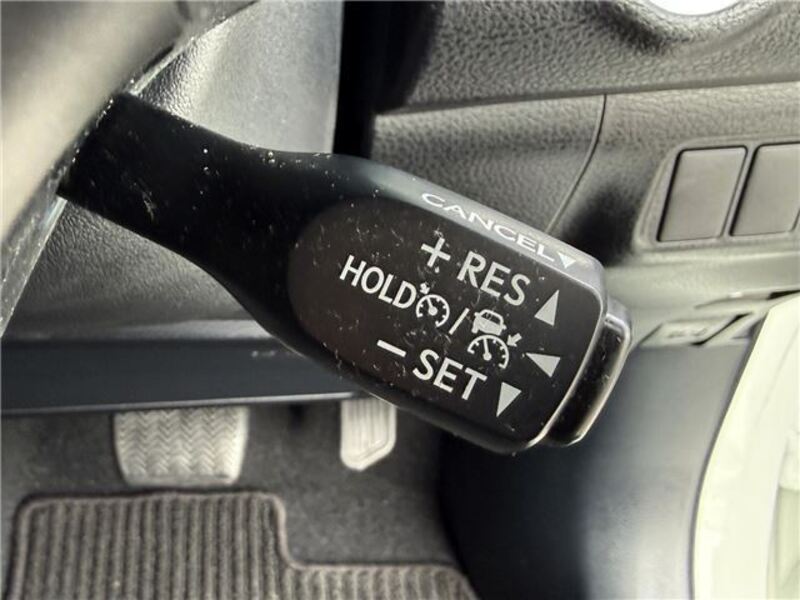 CANCEL▼
+ RES ▲
HOLD / ◀
− SET ▼